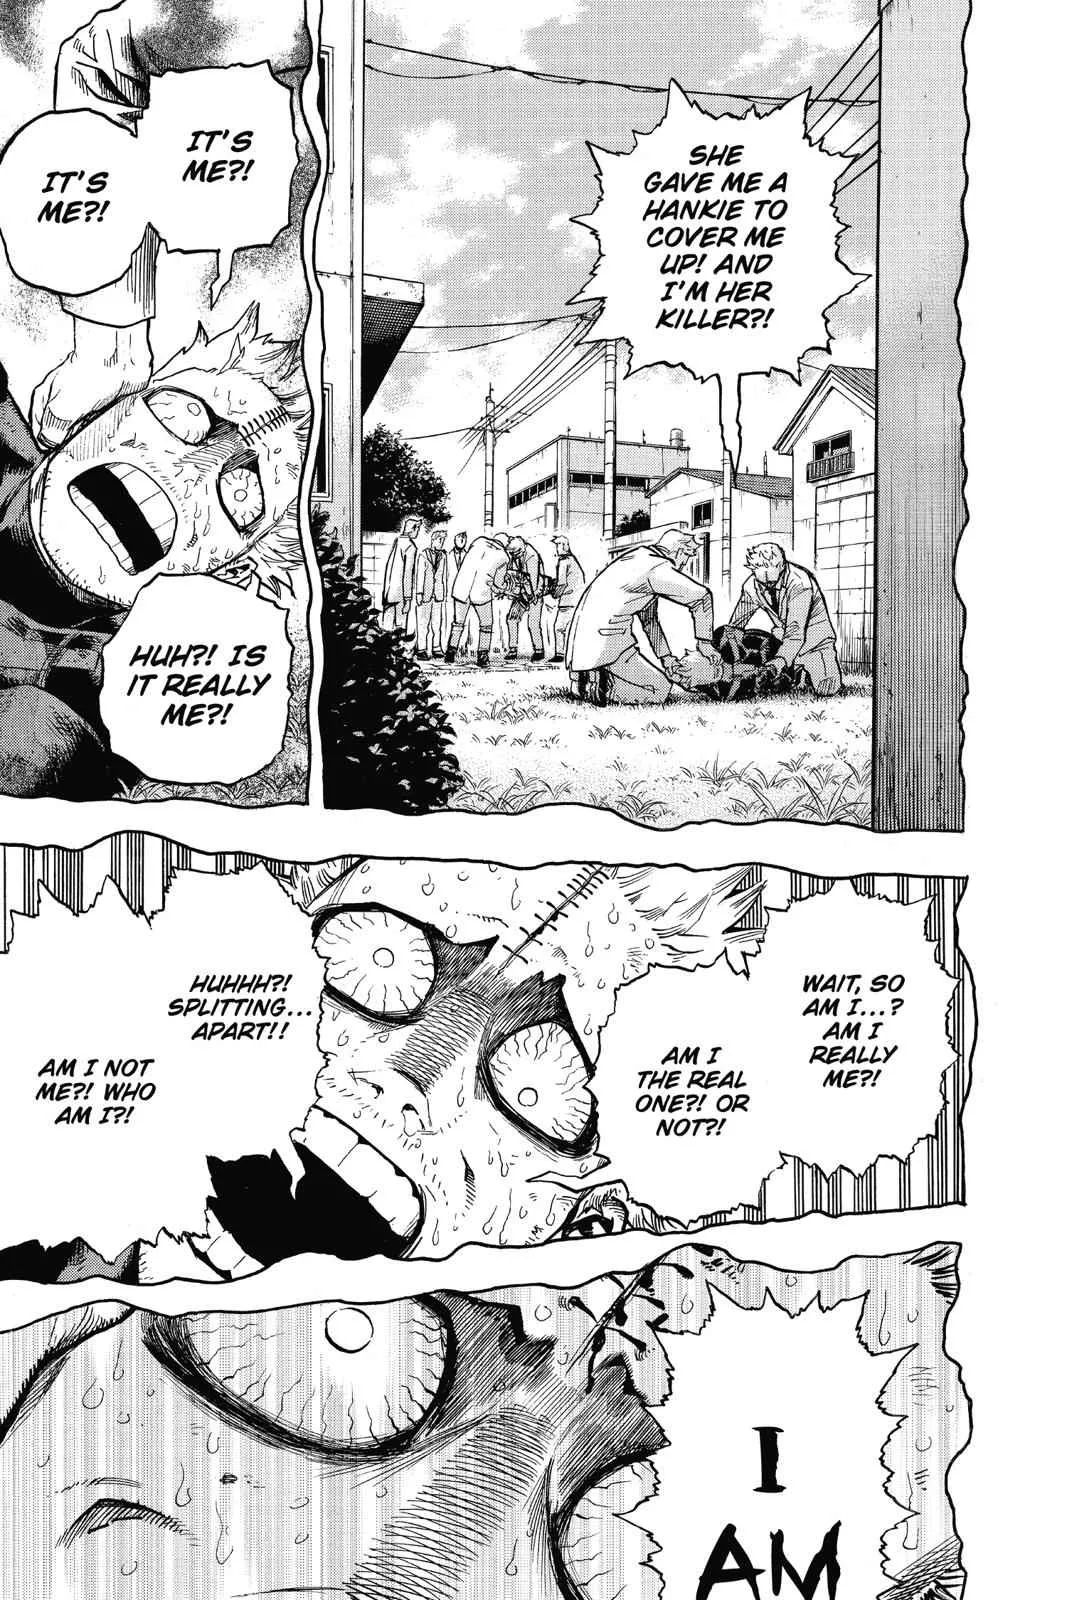 SHE
GAVE ME A
HANKIE TO
COVER ME
UP! AND
I'M HER
KILLER?!
IT'S
ME?!
IT'S
ME?!
HUH?! IS
IT REALLY
ME?!
WAIT, SO
AM I...?
AM I
REALLY
ME?!
AM I
THE REAL
ONE?! OR
NOT?!
HUHHH?!
SPLITTING...
APART!!
AM I NOT
ME?! WHO
AM I?!
I
AM